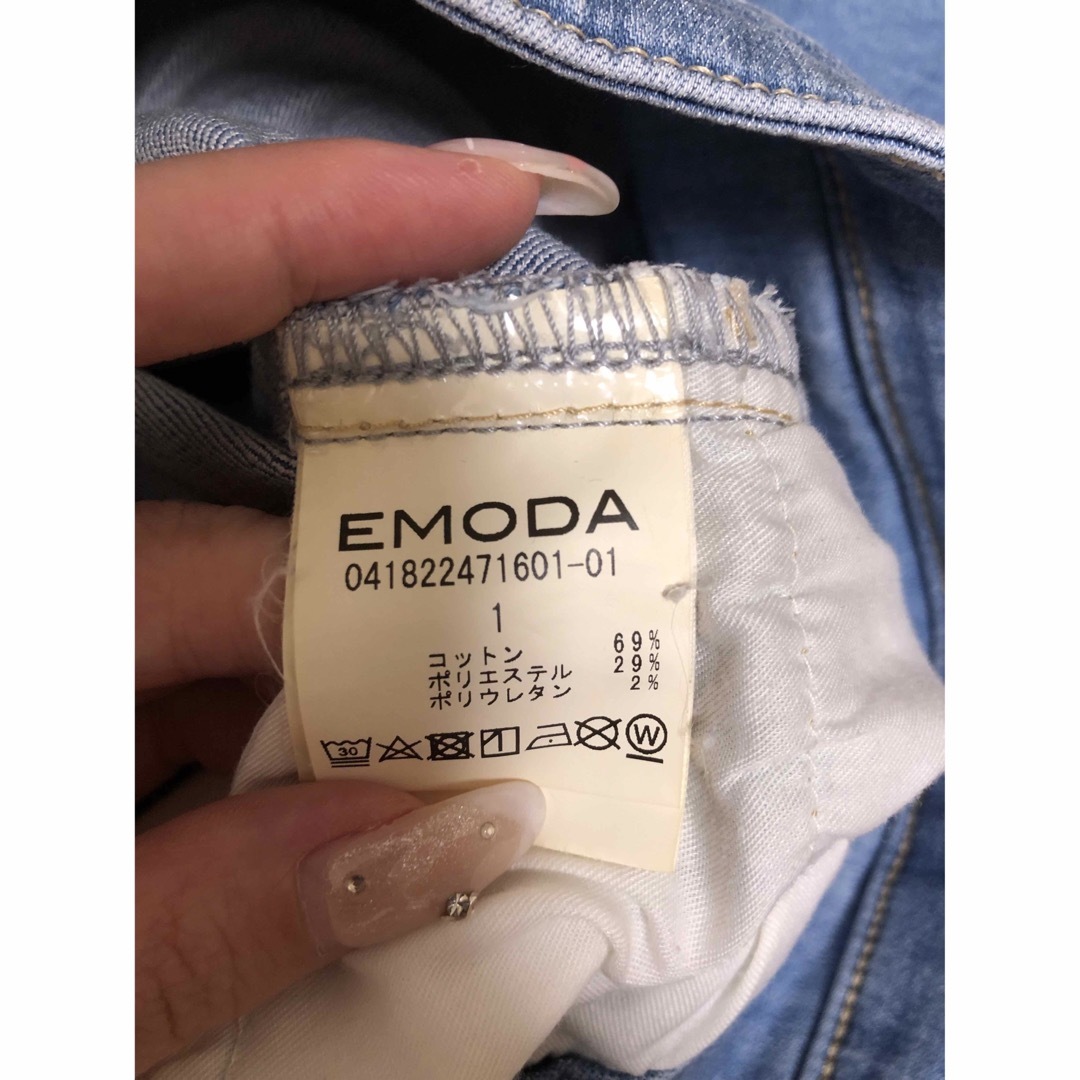 EMODA
041822471601-01
1
コットン 69%
ポリエステル 29%
ポリウレタン 2%
30 W